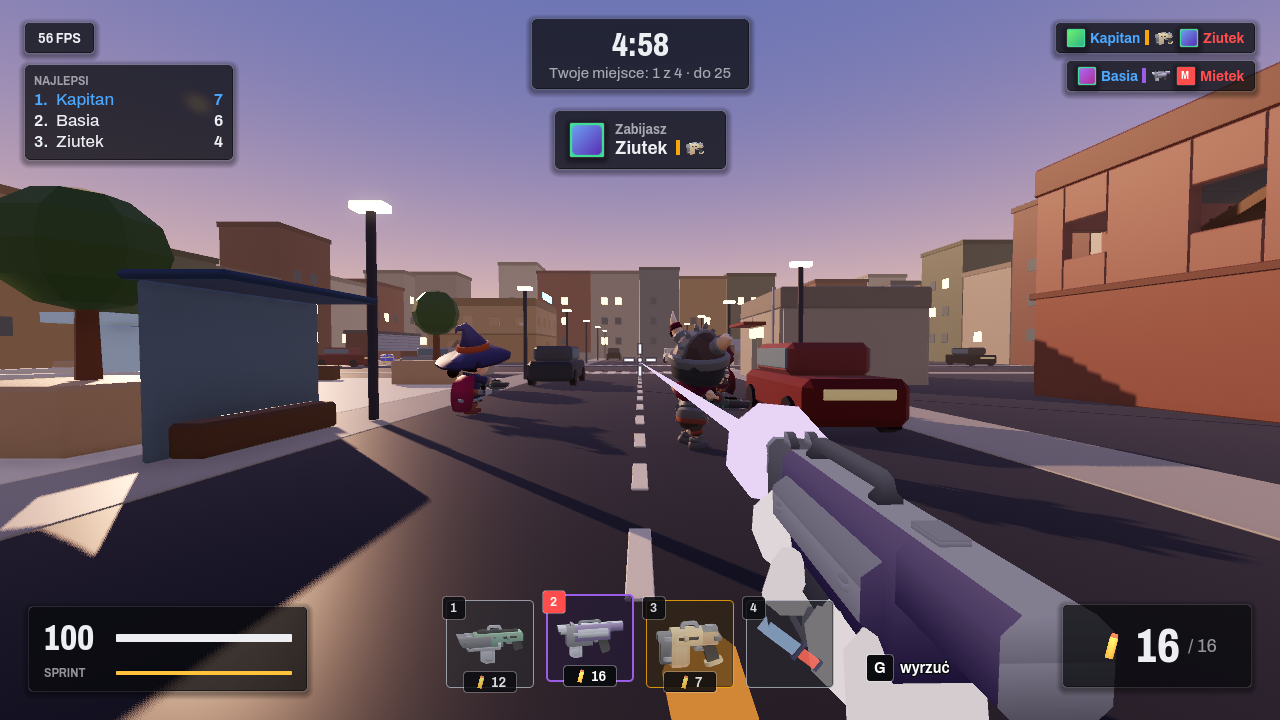 56 FPS
NAJLEPSI
1. Kapitan 7
2. Basia 6
3. Ziutek 4
4:58
Twoje miejsce: 1 z 4 · do 25
Zabijasz
Ziutek
Kapitan Ziutek
Basia M Mietek
100
SPRINT
1
12
2
16
3
7
4
G wyrzuć
16 / 16